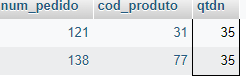 num_pedido cod_produto qtdn
121 31 35
138 77 35